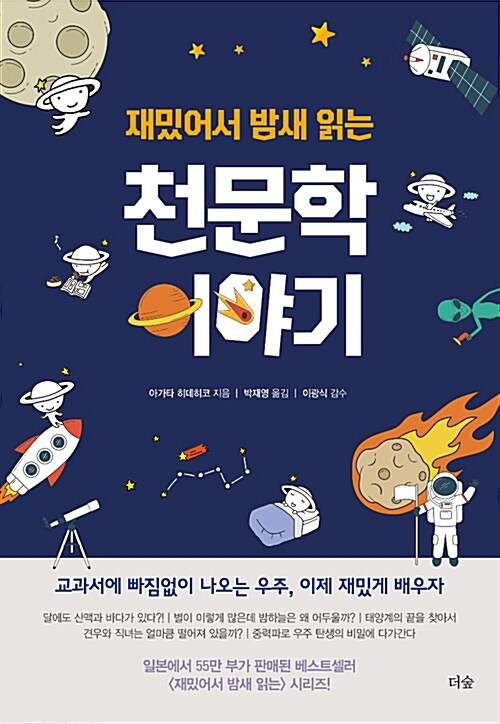 재밌어서 밤새 읽는
천문학
이야기
아가타 히데히코 지음 | 박재영 옮김 | 이광식 감수
교과서에 빠짐없이 나오는 우주, 이제 재밌게 배우자
달에도 산맥과 바다가 있다?! | 별이 이렇게 많은데 밤하늘은 왜 어두울까? | 태양계의 끝을 찾아서
견우와 직녀는 얼마큼 떨어져 있을까? | 중력파로 우주 탄생의 비밀에 다가간다
일본에서 55만 부가 판매된 베스트셀러
〈재밌어서 밤새 읽는〉 시리즈!
더숲